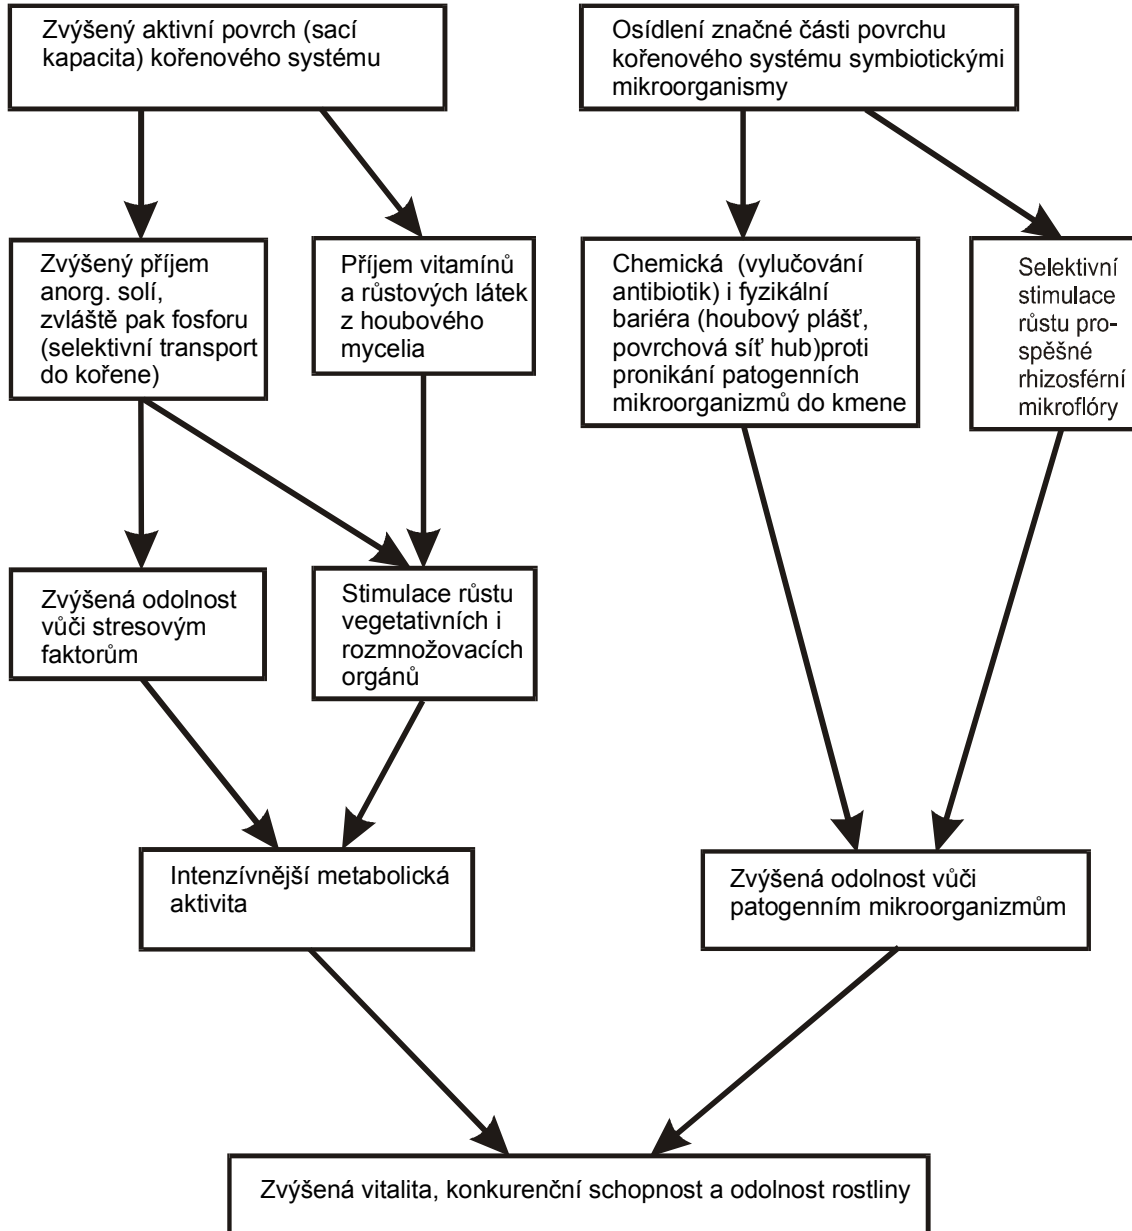 Zvýšený aktivní povrch (sací
kapacita) kořenového systému
Osídlení značné části povrchu
kořenového systému symbiotickými
mikroorganismy
Zvýšený příjem
anorg. solí,
zvláště pak fosforu
(selektivní transport
do kořene)
Příjem vitamínů
a růstových látek
z houbového
mycelia
Chemická (vylučování
antibiotik) i fyzikální
bariéra (houbový plášť,
povrchová síť hub)proti
pronikání patogenních
mikroorganizmů do kmene
Selektivní
stimulace
růstu pro-
spěšné
rhizosférní
mikroflóry
Zvýšená odolnost
vůči stresovým
faktorům
Stimulace růstu
vegetativních i
rozmnožovacích
orgánů
Intenzívnější metabolická
aktivita
Zvýšená odolnost vůči
patogenním mikroorganizmům
Zvýšená vitalita, konkurenční schopnost a odolnost rostliny